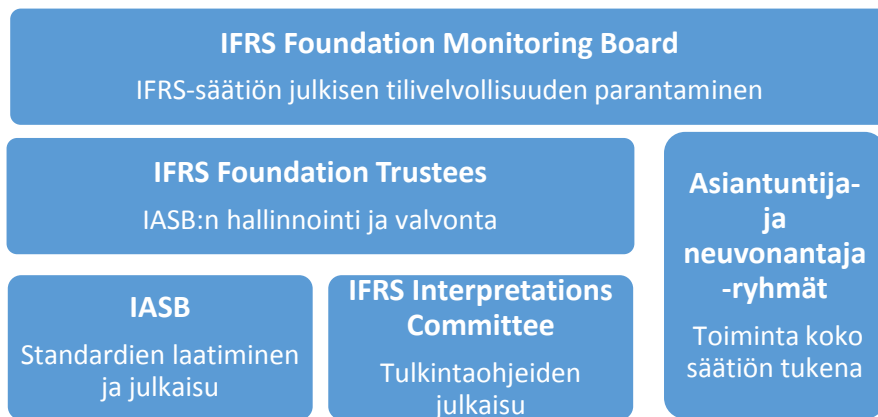 IFRS Foundation Monitoring Board
IFRS-säätiön julkisen tilivelvollisuuden parantaminen
IFRS Foundation Trustees
IASB:n hallinnointi ja valvonta
Asiantuntija-
ja
neuvonantaja
-ryhmät
Toiminta koko
säätiön tukena
IASB
Standardien laatiminen
ja julkaisu
IFRS Interpretations
Committee
Tulkintaohjeiden
julkaisu